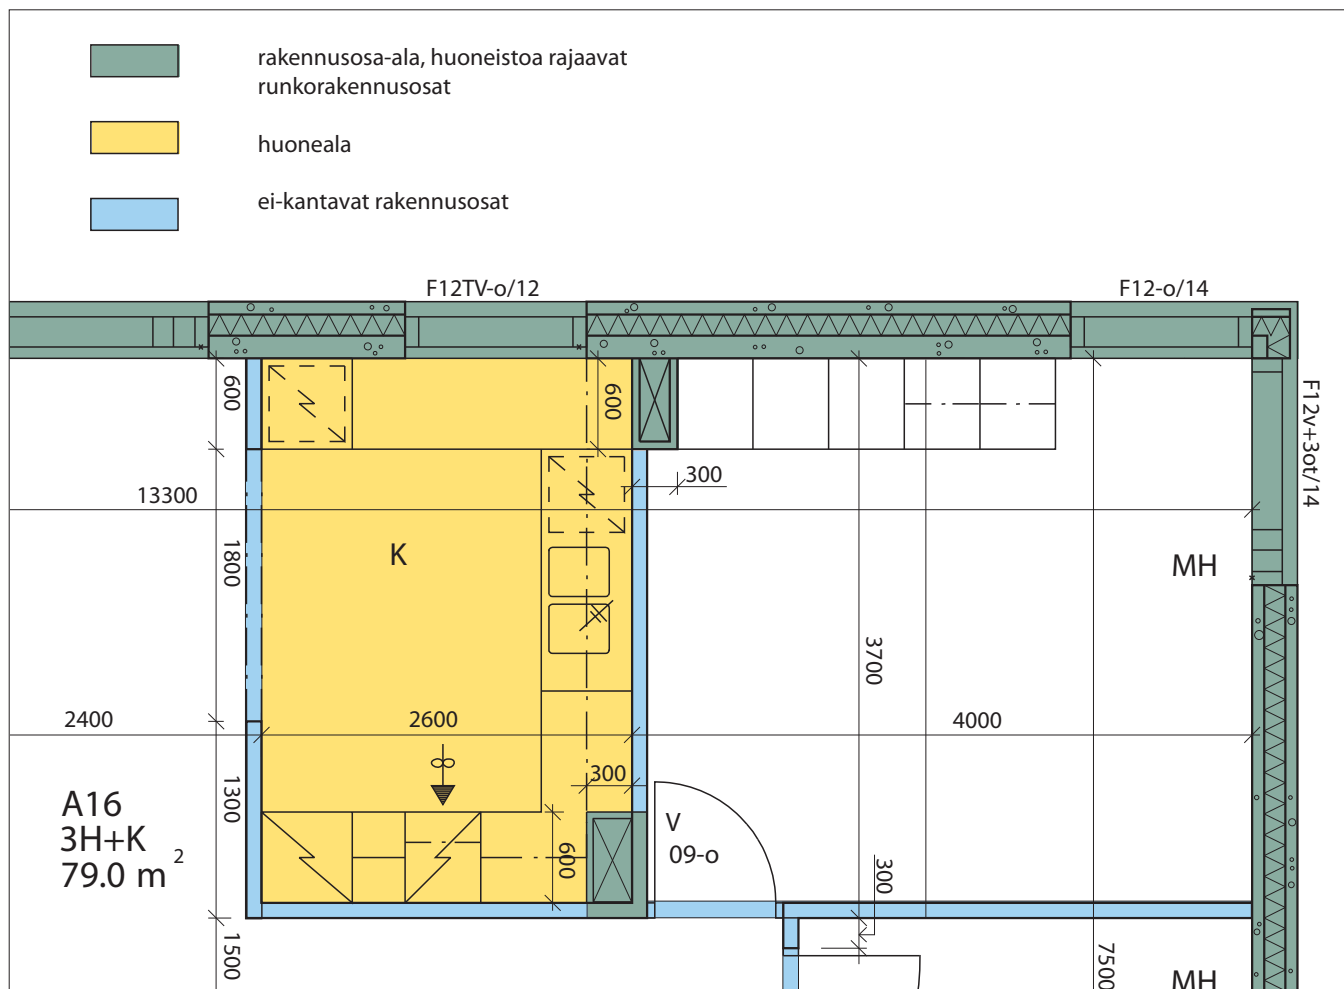 rakennusosa-ala, huoneistoa rajaavat
runkorakennusosat
huoneala
ei-kantavat rakennusosat
F12TV-o/12
F12-o/14
F12v+3ot/14
600
600
300
13300
K
MH
1800
3700
2400
2600
4000
8
300
1300
A16
3H+K
79.0 m²
V
09-o
600
300
1500
7500
MH